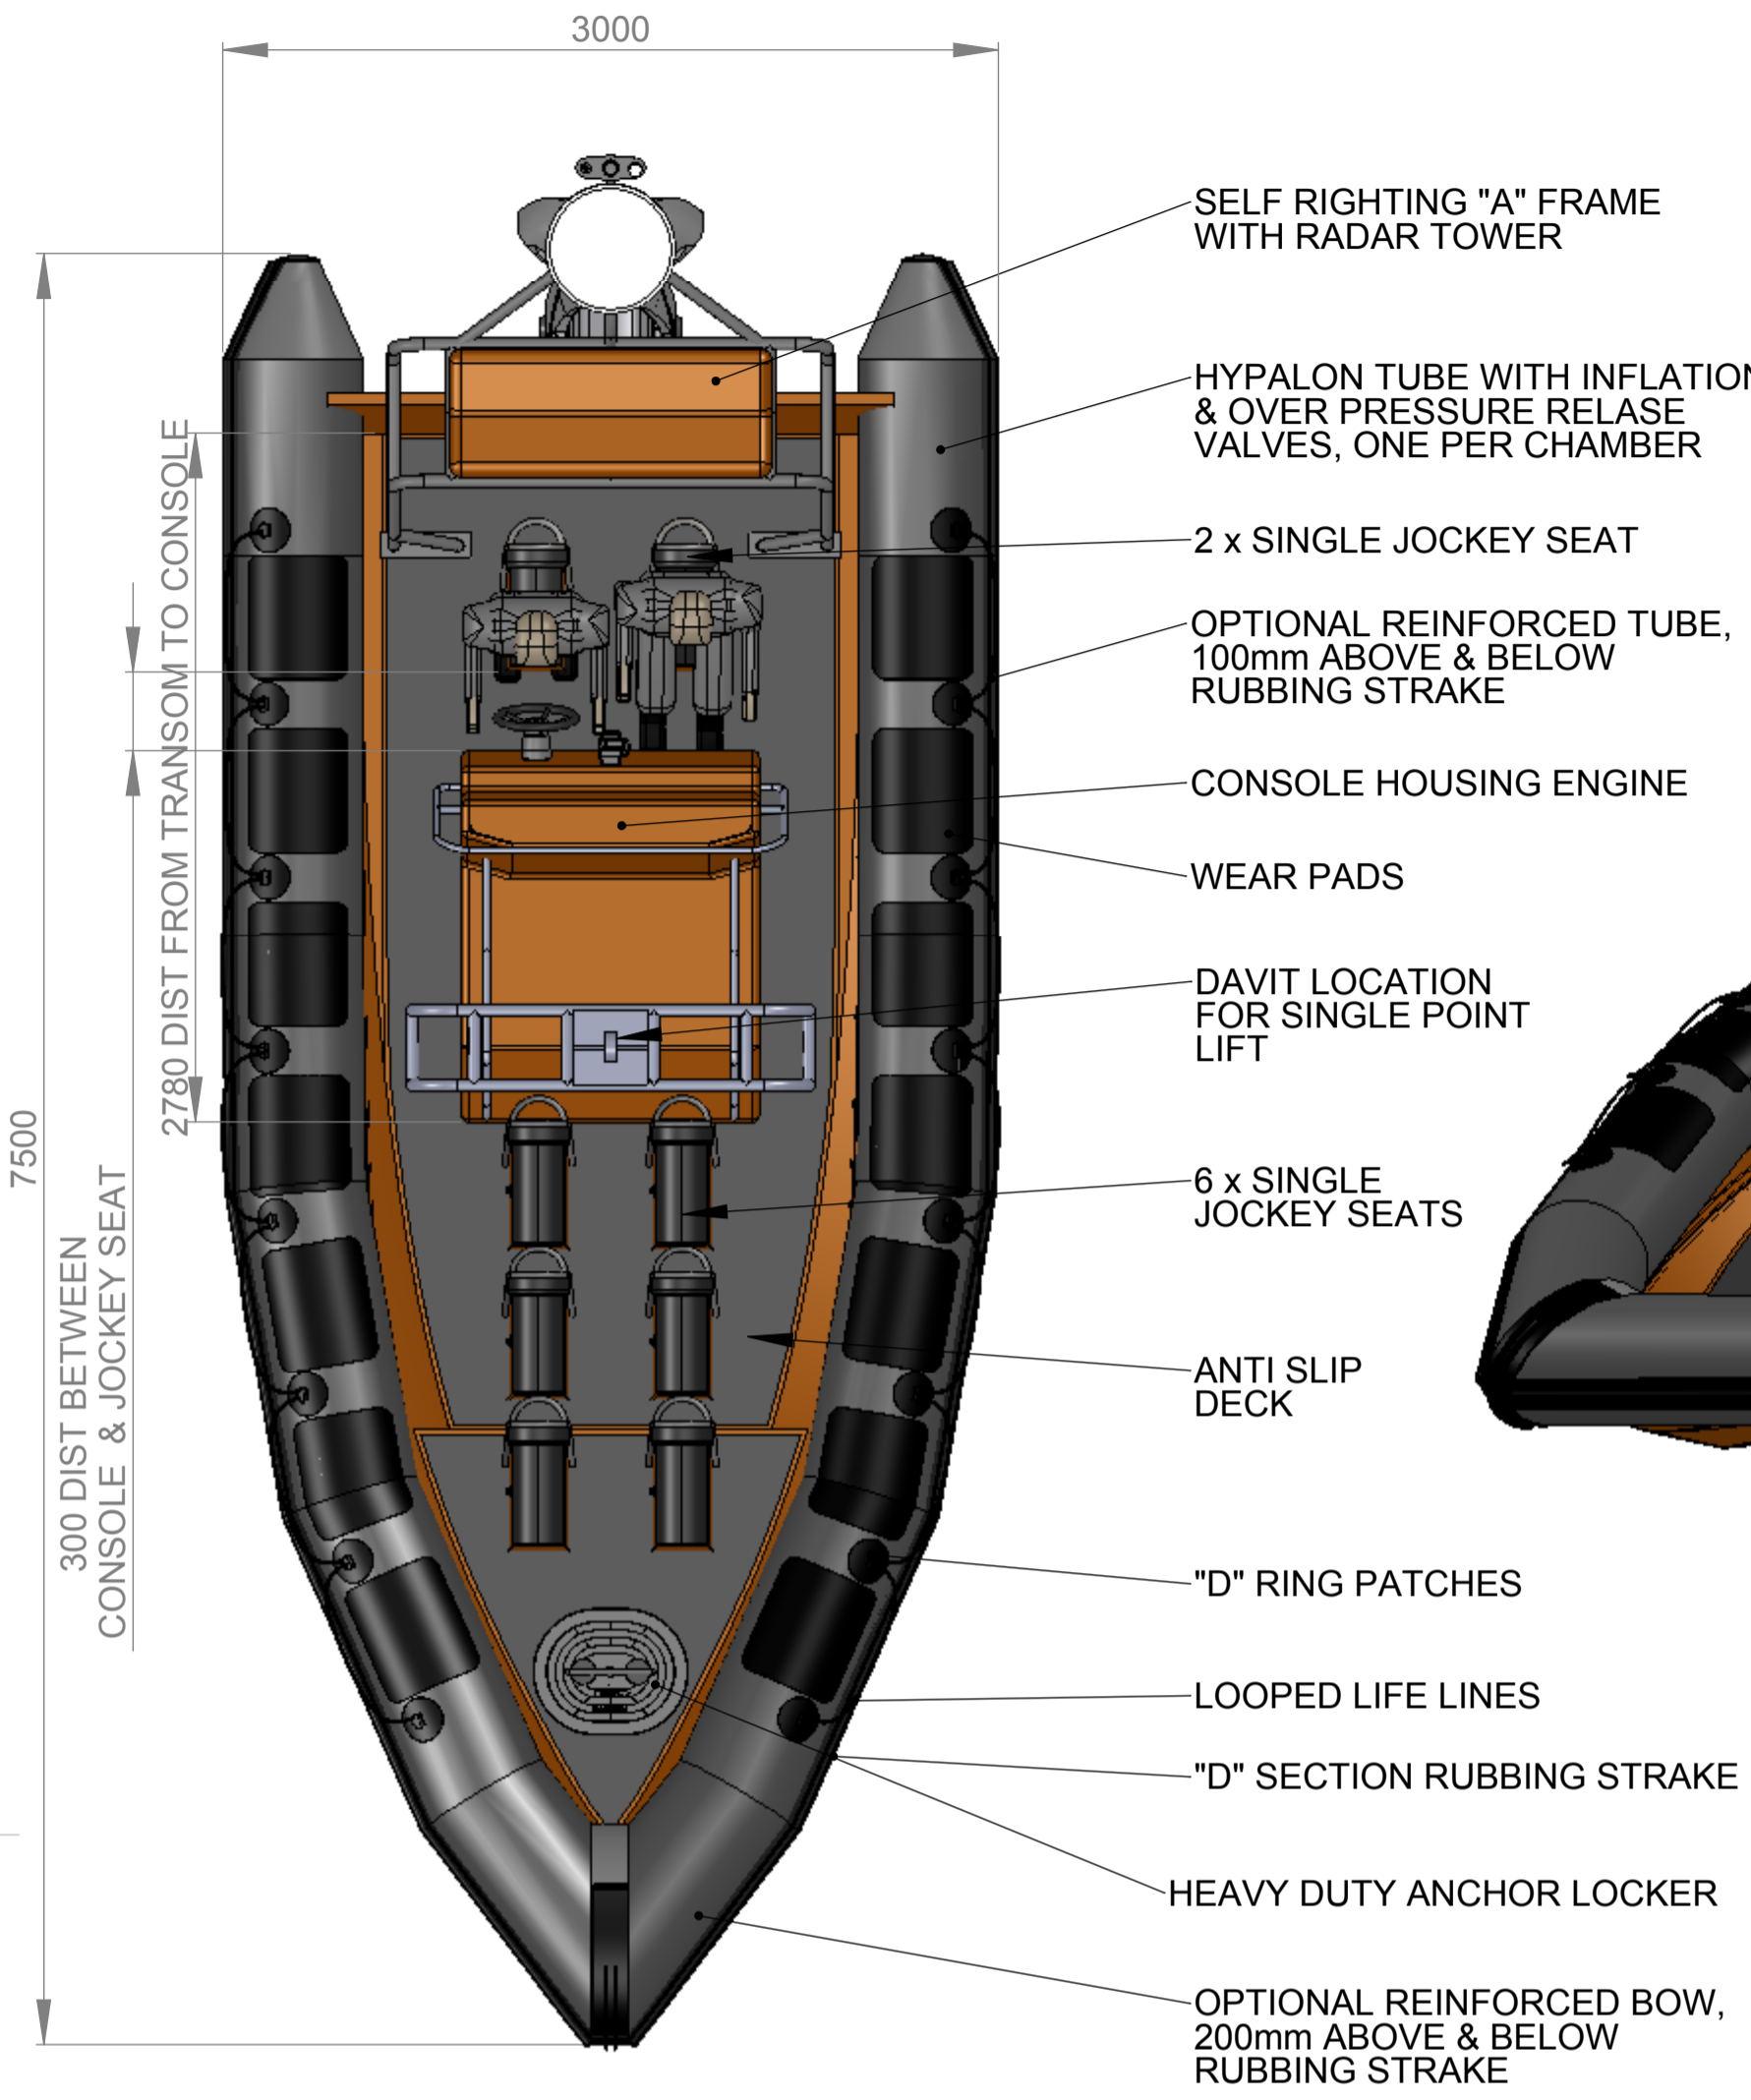 3000
SELF RIGHTING "A" FRAME
WITH RADAR TOWER
HYPALON TUBE WITH INFLATION
& OVER PRESSURE RELASE
VALVES, ONE PER CHAMBER
2 x SINGLE JOCKEY SEAT
OPTIONAL REINFORCED TUBE,
100mm ABOVE & BELOW
RUBBING STRAKE
CONSOLE HOUSING ENGINE
WEAR PADS
DAVIT LOCATION
FOR SINGLE POINT
LIFT
6 x SINGLE
JOCKEY SEATS
ANTI SLIP
DECK
"D" RING PATCHES
LOOPED LIFE LINES
"D" SECTION RUBBING STRAKE
HEAVY DUTY ANCHOR LOCKER
OPTIONAL REINFORCED BOW,
200mm ABOVE & BELOW
RUBBING STRAKE
7500
300 DIST BETWEEN
CONSOLE & JOCKEY SEAT
2780 DIST FROM TRANSOM TO CONSOLE